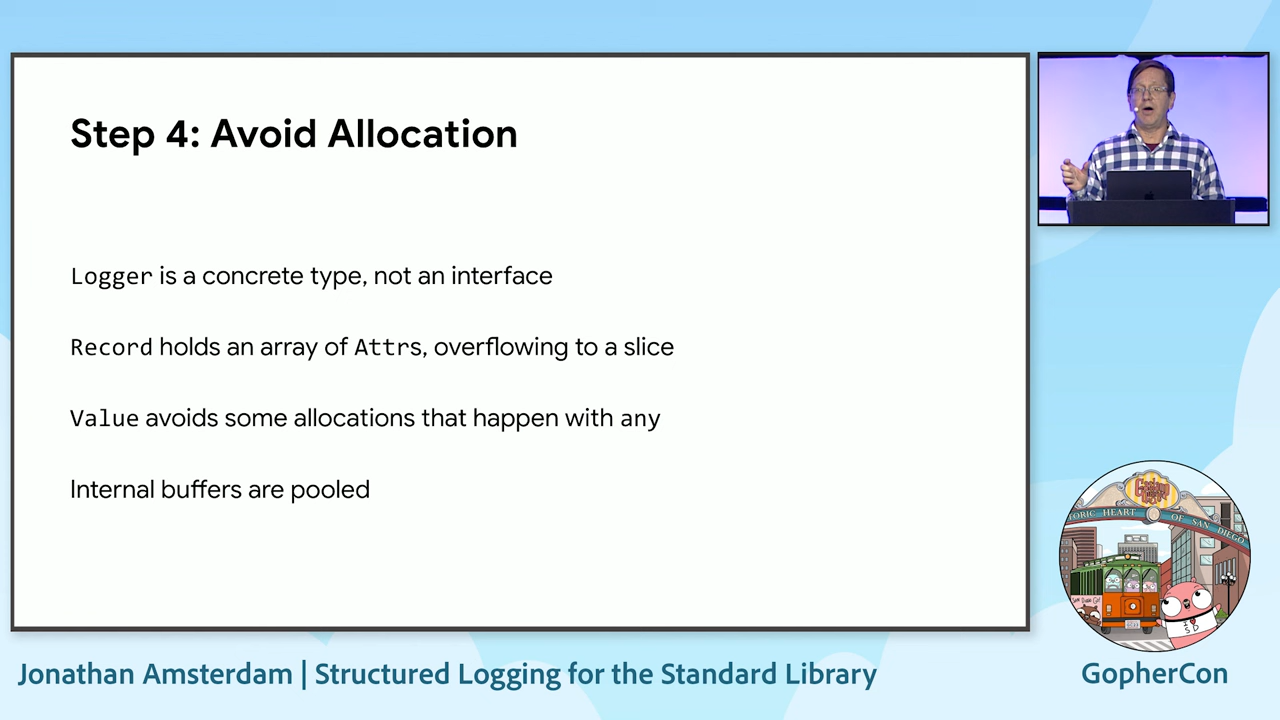 Step 4: Avoid Allocation
Logger is a concrete type, not an interface
Record holds an array of Attrs, overflowing to a slice
Value avoids some allocations that happen with any
Internal buffers are pooled
TORIC HEART OF SAN DIEGO
Jonathan Amsterdam | Structured Logging for the Standard Library
GopherCon